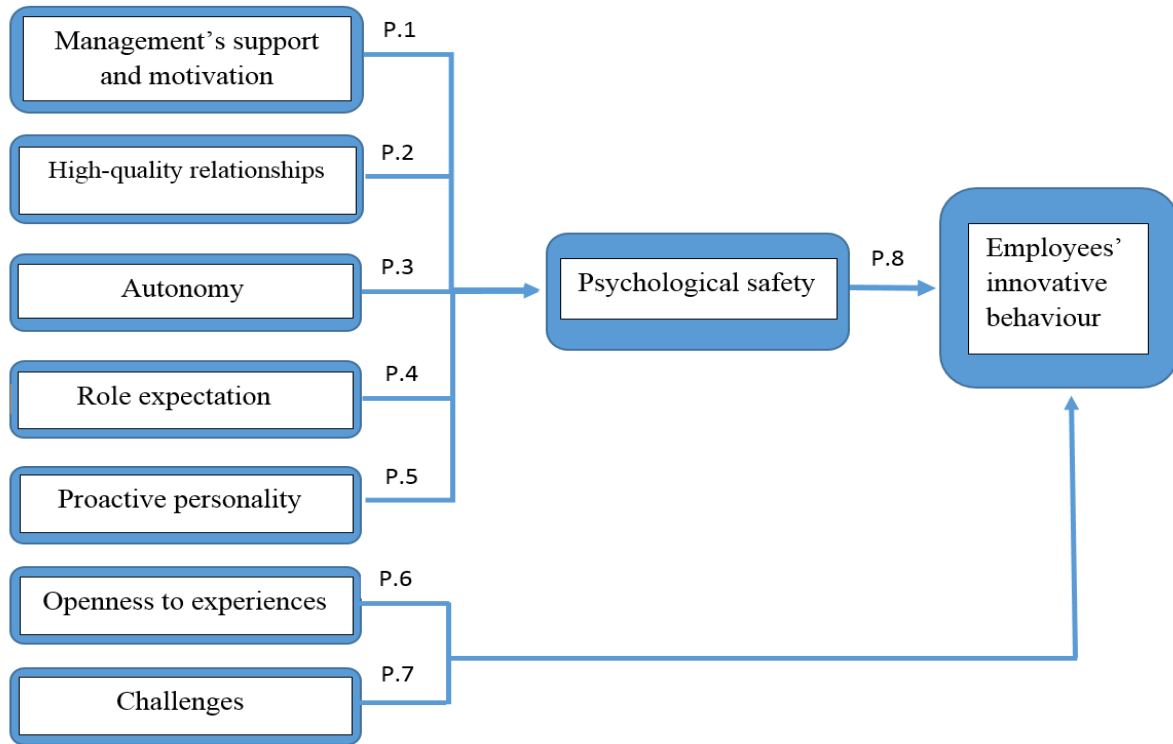 Management’s support
and motivation
P.1
High-quality relationships
P.2
Autonomy
P.3
Role expectation
P.4
Proactive personality
P.5
Openness to experiences
P.6
Challenges
P.7
Psychological safety
P.8
Employees’
innovative
behaviour